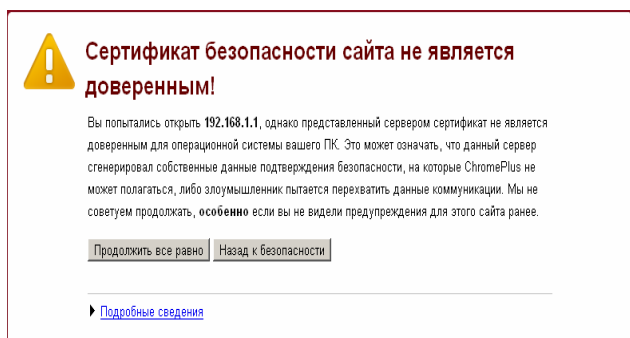 Сертификат безопасности сайта не является
доверенным!
Вы попытались открыть 192.168.1.1, однако представленный сервером сертификат не является
доверенным для операционной системы вашего ПК. Это может означать, что данный сервер
сгенерировал собственные данные подтверждения безопасности, на которые ChromePlus не
может полагаться, либо злоумышленник пытается перехватить данные коммуникации. Мы не
советуем продолжать, особенно если вы не видели предупреждения для этого сайта ранее.
Продолжить все равно Назад к безопасности
Подробные сведения